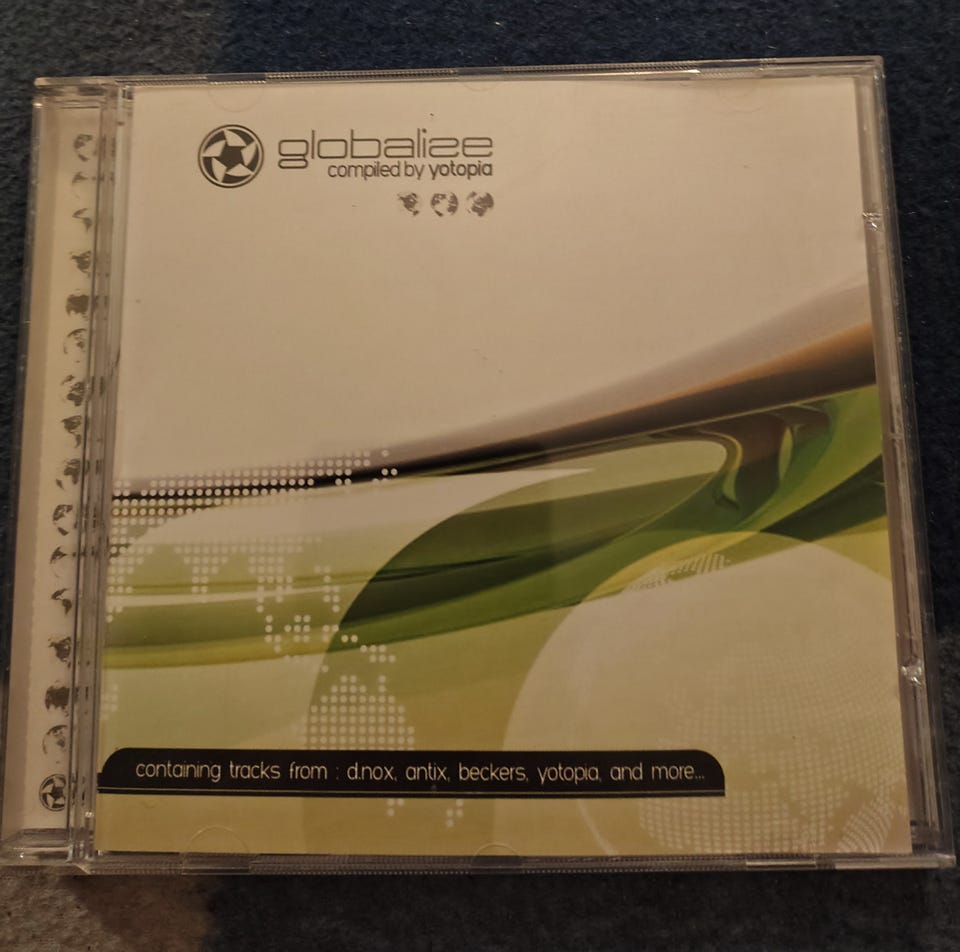 globalize
compiled by yotopia
containing tracks from : d.nox, antix, beckers, yotopia, and more...